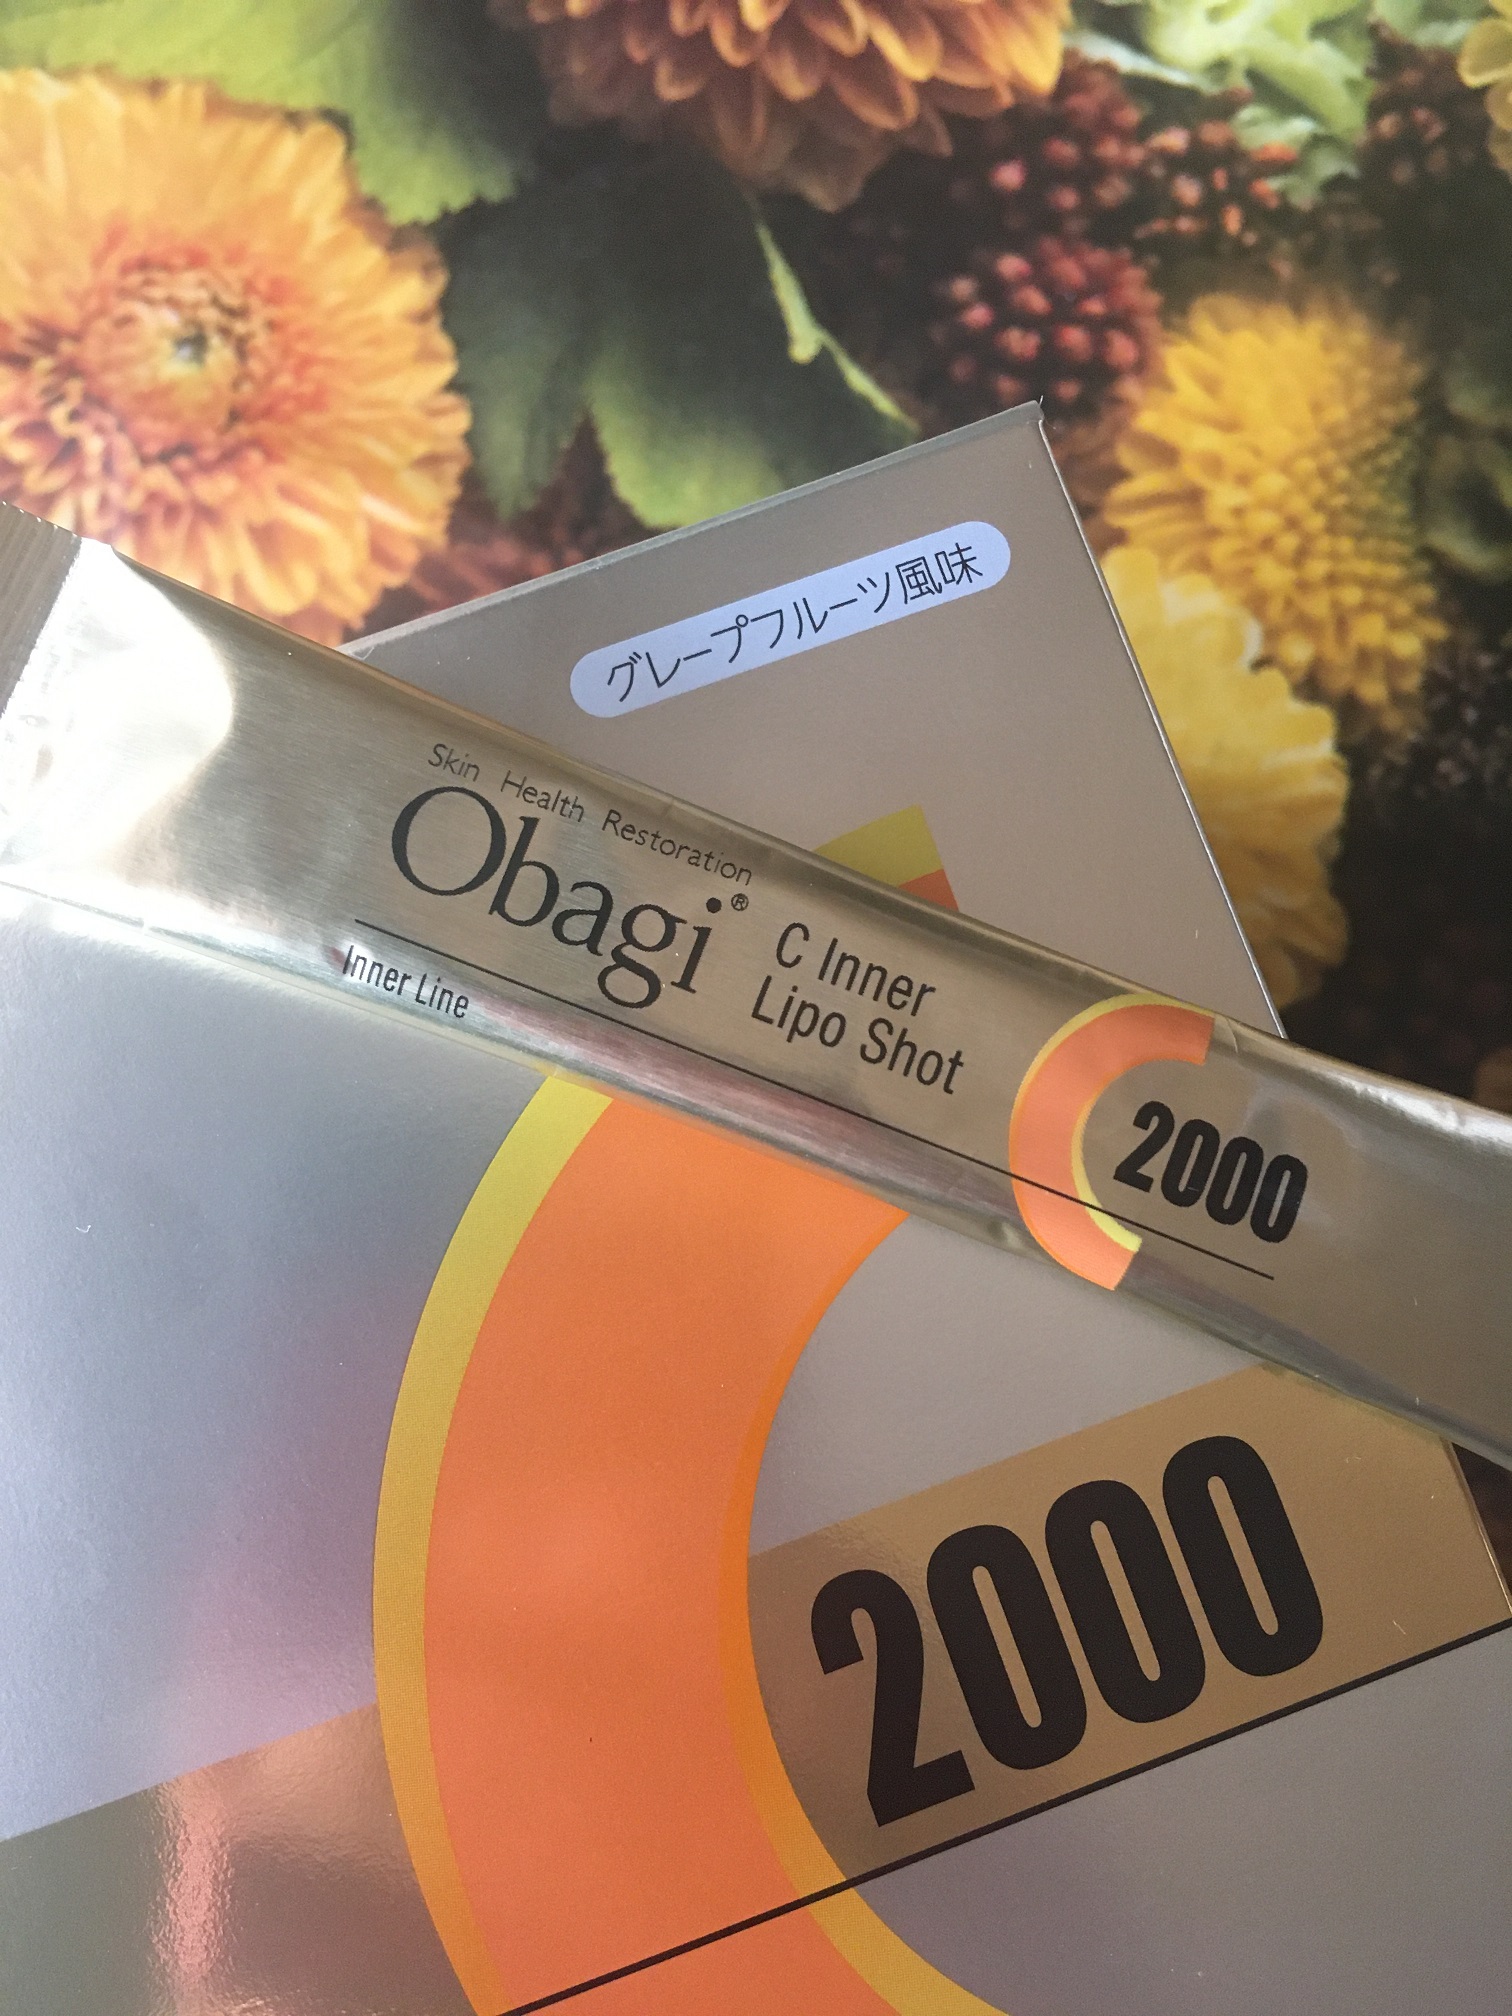 グレープフルーツ風味
Skin Health Restoration
Obagi®
C Inner
Lipo Shot
Inner Line
2000
2000